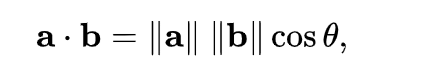 a · b = ‖a‖ ‖b‖ cos θ,